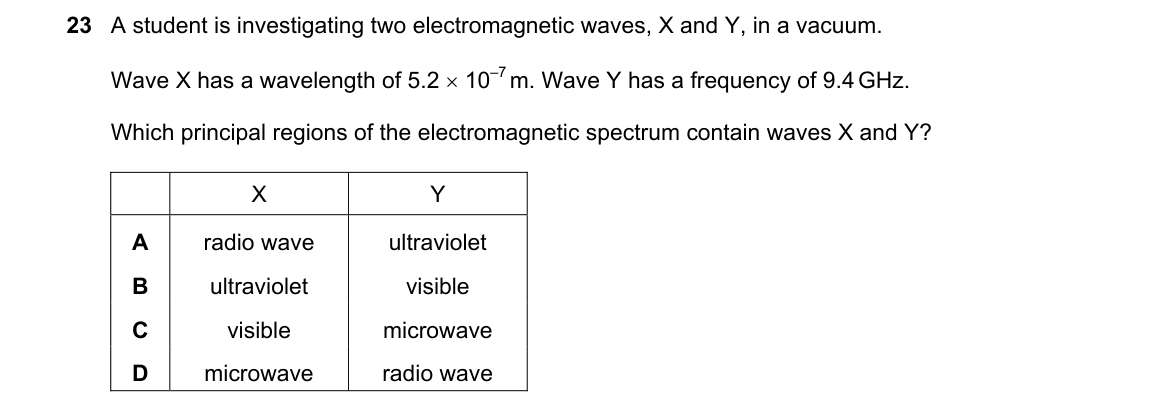 23 A student is investigating two electromagnetic waves, X and Y, in a vacuum.
Wave X has a wavelength of 5.2 × 10⁻⁷ m. Wave Y has a frequency of 9.4 GHz.
Which principal regions of the electromagnetic spectrum contain waves X and Y?
X Y
A radio wave ultraviolet
B ultraviolet visible
C visible microwave
D microwave radio wave